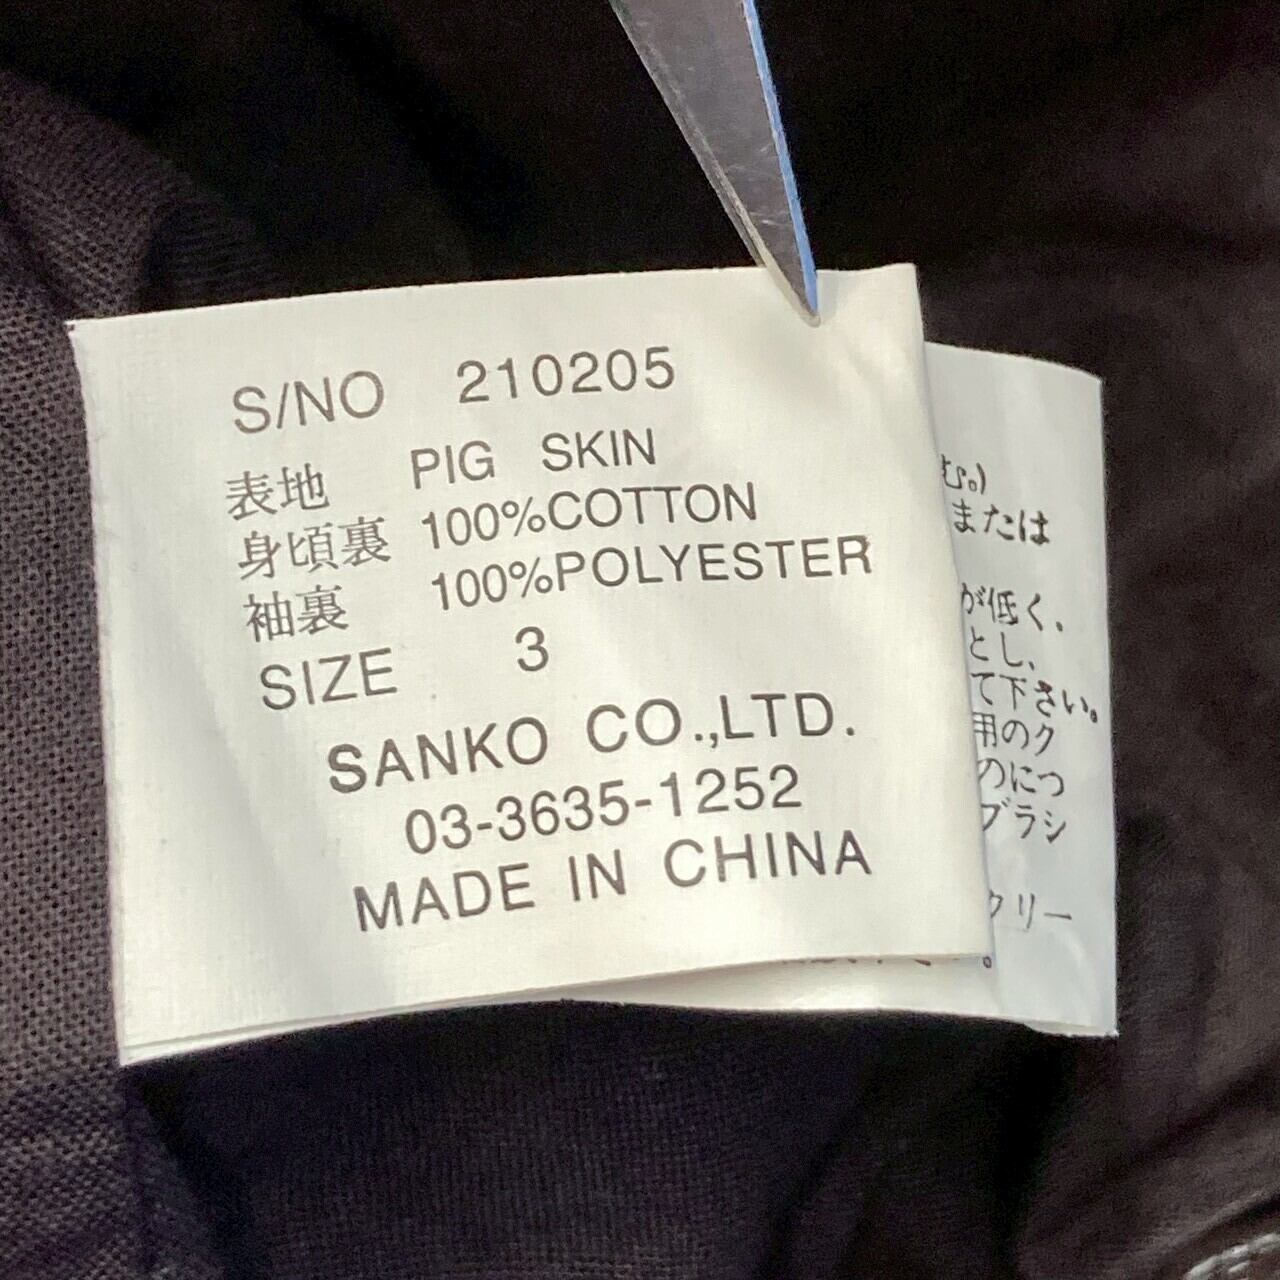 S/NO 210205
表地 PIG SKIN
身頃裏 100%COTTON
袖裏 100%POLYESTER
SIZE 3
SANKO CO.,LTD.
03-3635-1252
MADE IN CHINA
む。)
または
が低く。
とし、
て下さい。
用のク
のにつ
ブラシ
クリー